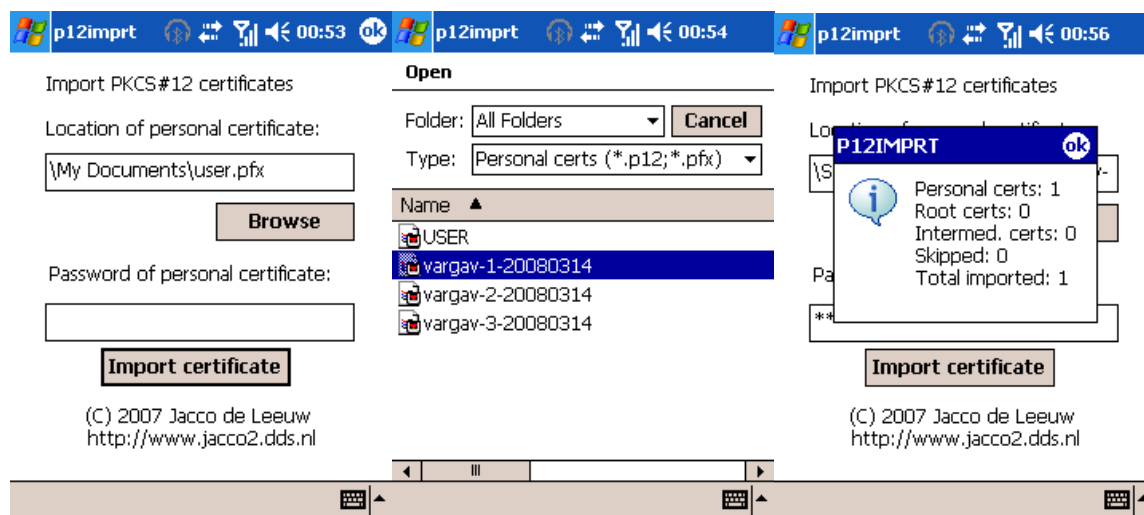 p12imprt 00:53 ok
Import PKCS#12 certificates
Location of personal certificate:
\My Documents\user.pfx
Browse
Password of personal certificate:
Import certificate
(C) 2007 Jacco de Leeuw
http://www.jacco2.dds.nl
p12imprt 00:54
Open
Folder: All Folders Cancel
Type: Personal certs (*.p12;*.pfx)
Name
USER
vargav-1-20080314
vargav-2-20080314
vargav-3-20080314
p12imprt 00:56
Import PKCS#12 certificates
P12IMPRT ok
\S
Personal certs: 1
Root certs: 0
Intermed. certs: 0
Skipped: 0
Total imported: 1
Pa
**
Import certificate
(C) 2007 Jacco de Leeuw
http://www.jacco2.dds.nl